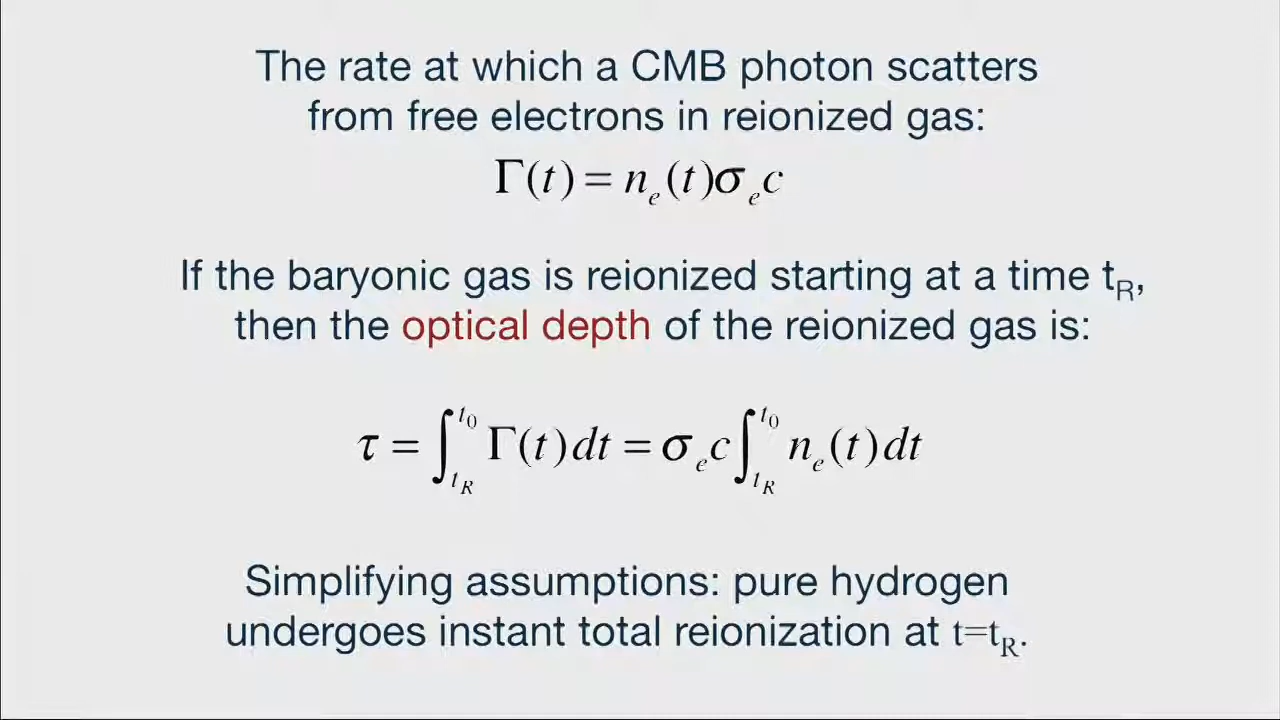 The rate at which a CMB photon scatters
from free electrons in reionized gas:
Γ(t) = nₑ(t)σₑc
If the baryonic gas is reionized starting at a time t_R,
then the optical depth of the reionized gas is:
τ = ∫_{t_R}^{t_0} Γ(t)dt = σₑc ∫_{t_R}^{t_0} nₑ(t)dt
Simplifying assumptions: pure hydrogen
undergoes instant total reionization at t=t_R.